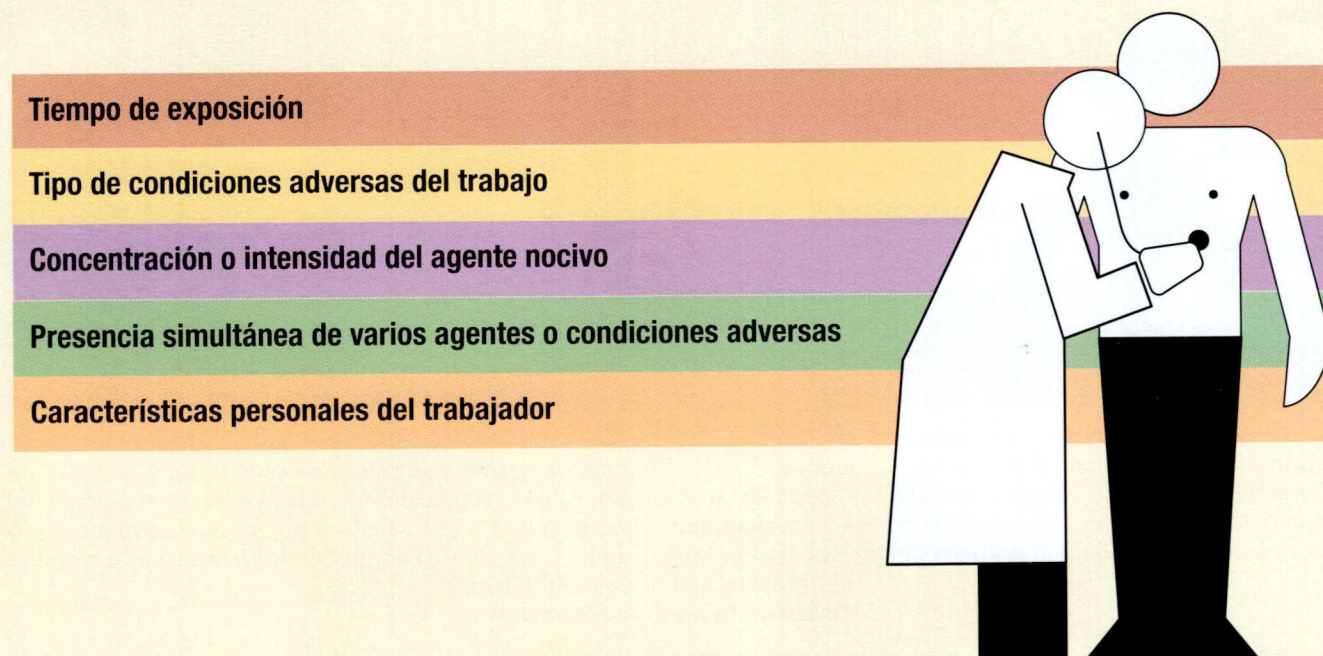 Tiempo de exposición
Tipo de condiciones adversas del trabajo
Concentración o intensidad del agente nocivo
Presencia simultánea de varios agentes o condiciones adversas
Características personales del trabajador